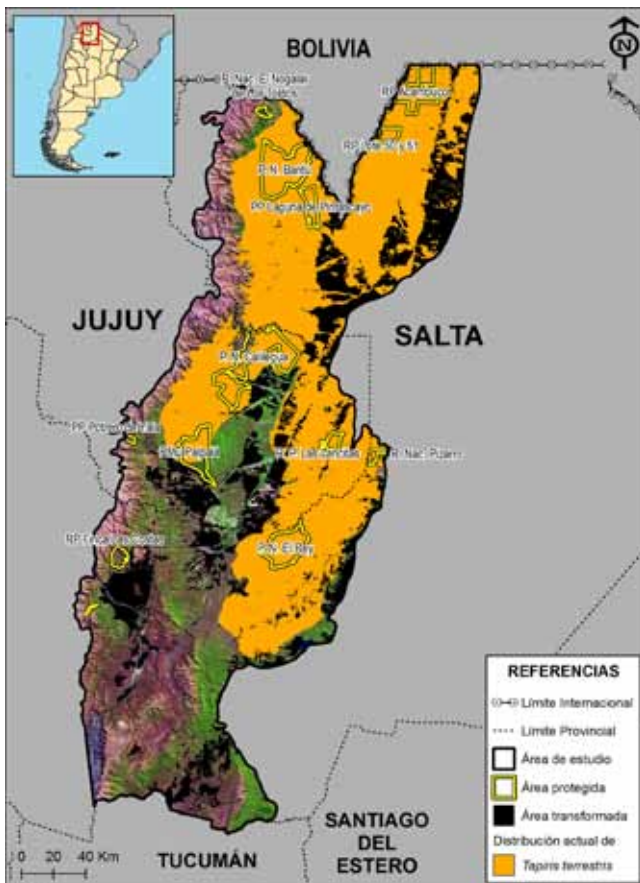 BOLIVIA
N
R. Nac. El Nogalar
RP Acambuco
P.N. Baritú
PP Laguna de Pintascayo
JUJUY
SALTA
P.N. Calilegua
R. Nac. Pizarro
P.N. El Rey
REFERENCIAS
Límite Internacional
Límite Provincial
Área de estudio
Área protegida
Área transformada
Distribución actual de
Tapiris terrestris
0 20 40 Km
TUCUMÁN
SANTIAGO
DEL
ESTERO